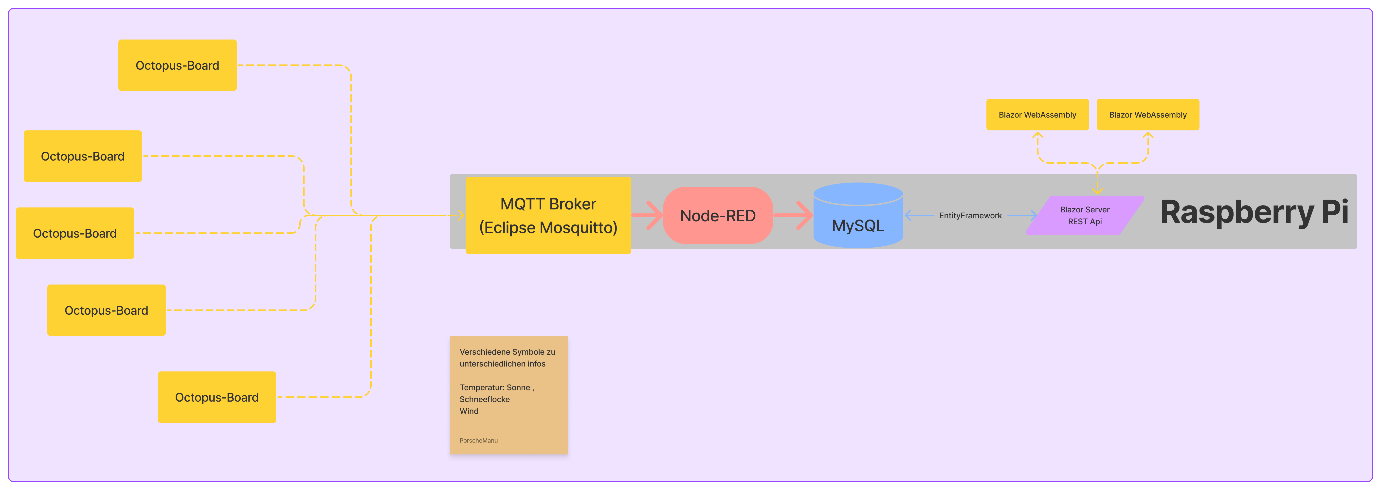 Octopus-Board
Octopus-Board
Octopus-Board
Octopus-Board
Octopus-Board
MQTT Broker
(Eclipse Mosquitto)
Node-RED
MySQL
EntityFramework
Blazor Server
REST Api
Blazor WebAssembly
Blazor WebAssembly
Raspberry Pi
Verschiedene Symbole zu
unterschiedlichen infos
Temperatur: Sonne ,
Schneeflocke
Wind
PorscheManu